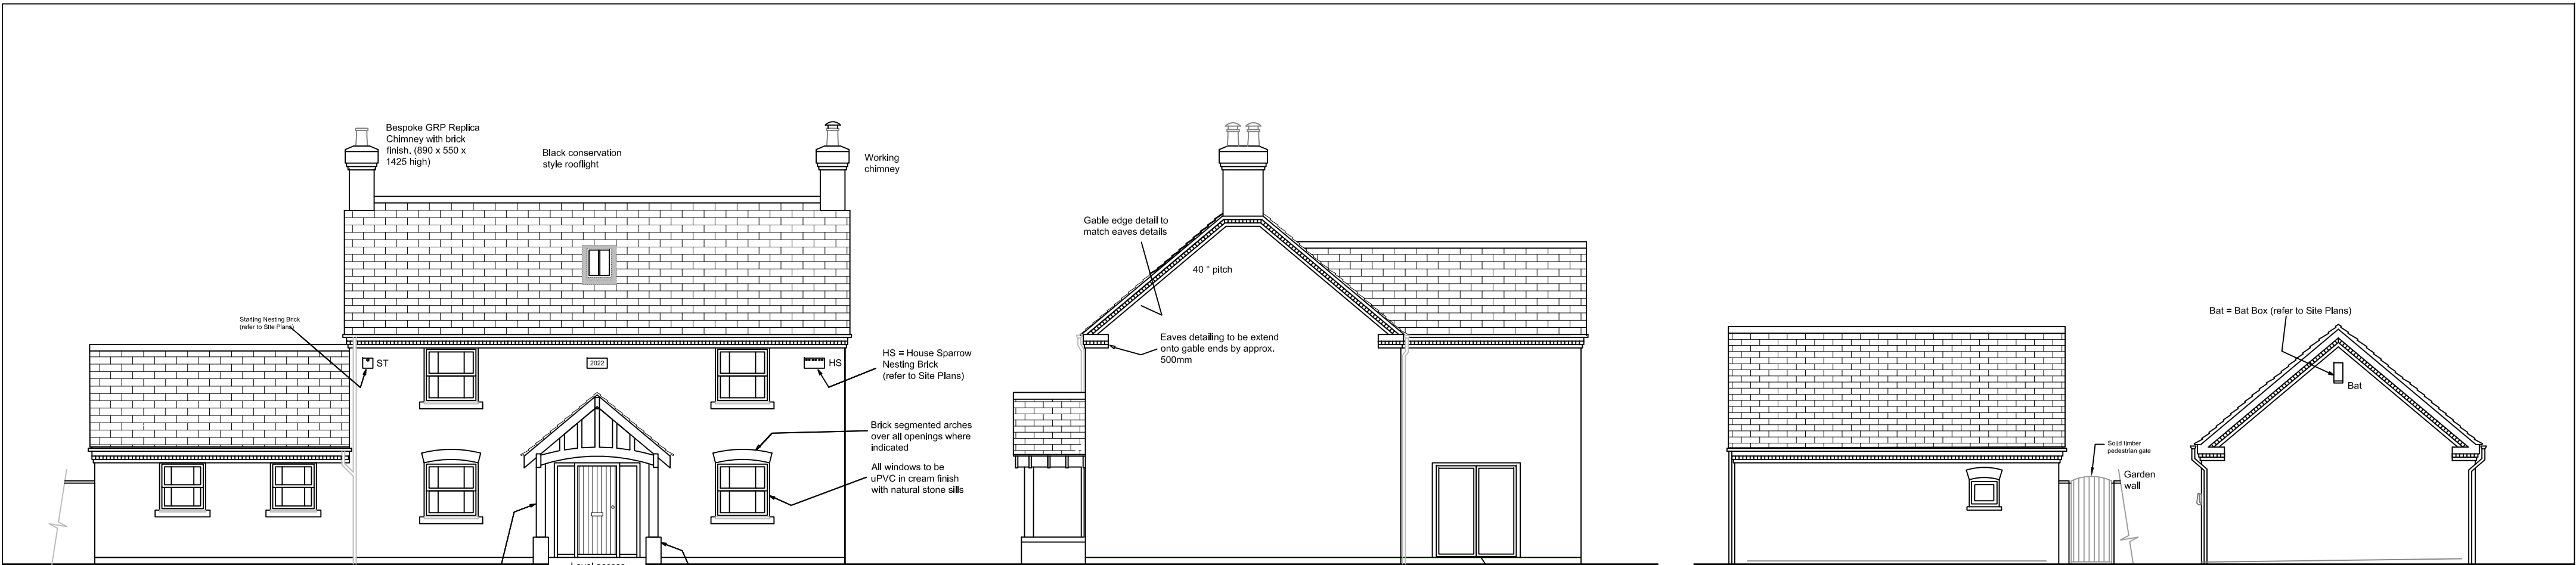 Bespoke GRP Replica
Chimney with brick
finish. (890 x 550 x
1425 high)
Black conservation
style rooflight
Working
chimney
Starling Nesting Brick
(refer to Site Plans)
ST
2022
HS
HS = House Sparrow
Nesting Brick
(refer to Site Plans)
Brick segmented arches
over all openings where
indicated
All windows to be
uPVC in cream finish
with natural stone sills
Level access
Gable edge detail to
match eaves details
40 ° pitch
Eaves detailing to be extend
onto gable ends by approx.
500mm
Solid timber
pedestrian gate
Garden
wall
Bat = Bat Box (refer to Site Plans)
Bat